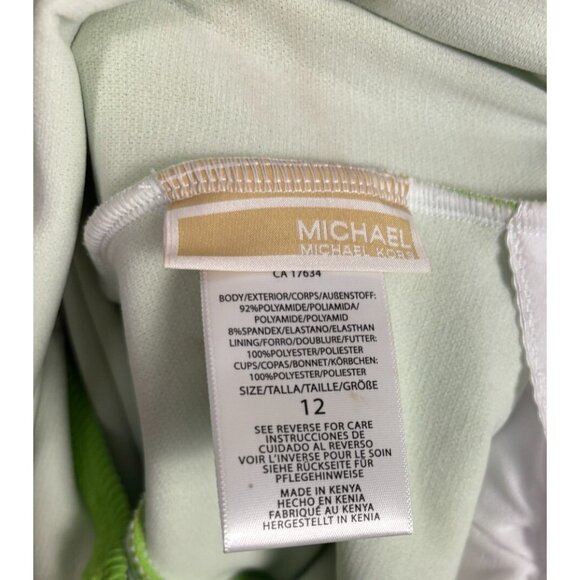 MICHAEL
MICHAEL KORS
CA 17634
BODY/EXTERIOR/CORPS/AUßENSTOFF:
92%POLYAMIDE/POLIAMIDA/
POLYAMIDE/POLYAMID
8%SPANDEX/ELASTANO/ELASTHAN
LINING/FORRO/DOUBLURE/FUTTER:
100%POLYESTER/POLIESTER
CUPS/COPAS/BONNET/KÖRBCHEN:
100%POLYESTER/POLIESTER
SIZE/TALLA/TAILLE/GRÖßE
12
SEE REVERSE FOR CARE
INSTRUCCIONES DE
CUIDADO AL REVERSO
VOIR L'INVERSE POUR LE SOIN
SIEHE RÜCKSEITE FÜR
PFLEGEHINWEISE
MADE IN KENYA
HECHO EN KENIA
FABRIQUÉ AU KENYA
HERGESTELLT IN KENIA